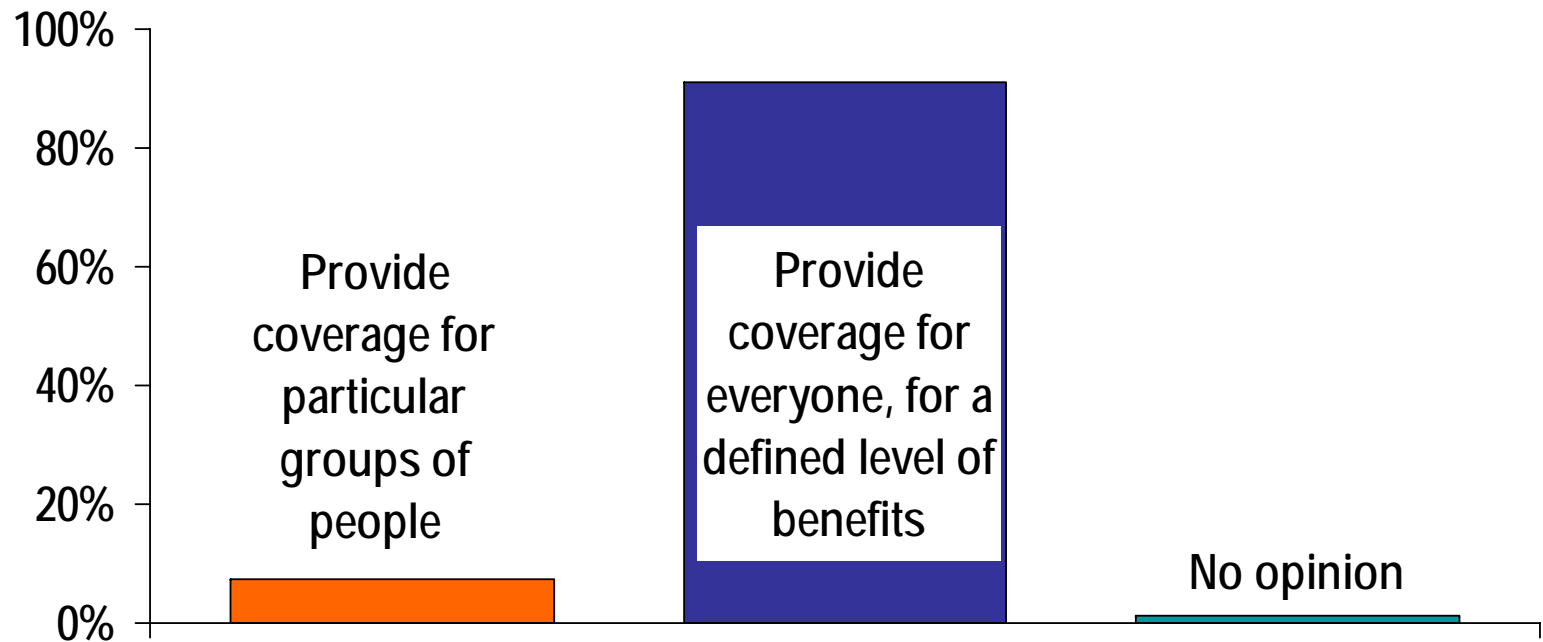 100%
80%
60%
40%
20%
0%
Provide
coverage for
particular
groups of
people
Provide
coverage for
everyone, for a
defined level of
benefits
No opinion